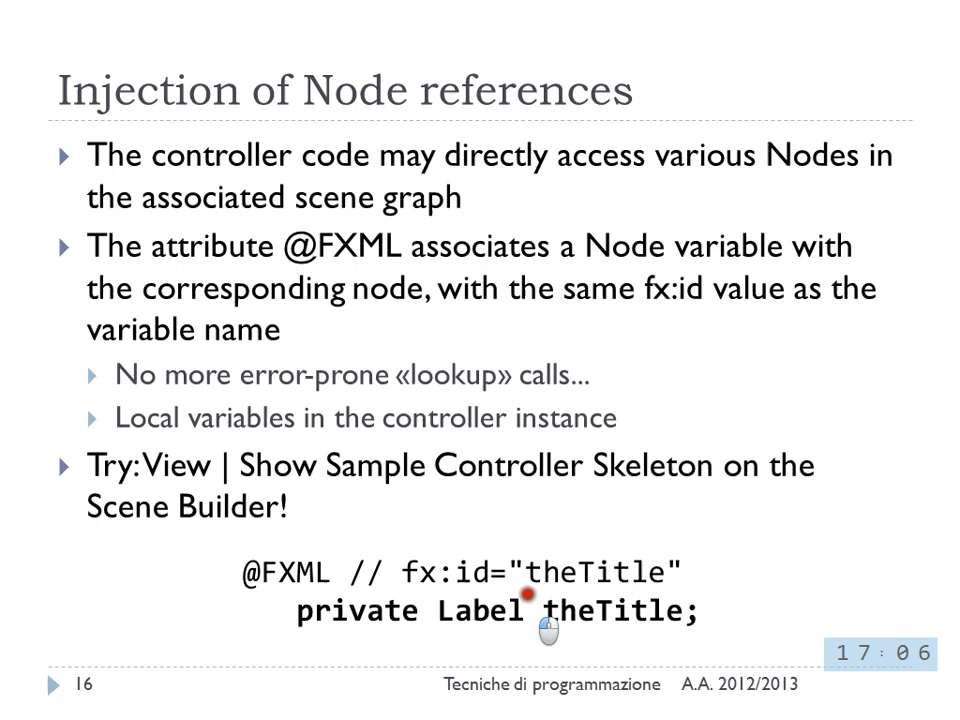 Injection of Node references
The controller code may directly access various Nodes in
the associated scene graph
The attribute @FXML associates a Node variable with
the corresponding node, with the same fx:id value as the
variable name
No more error-prone «lookup» calls...
Local variables in the controller instance
Try: View | Show Sample Controller Skeleton on the
Scene Builder!
@FXML // fx:id="theTitle"
private Label theTitle;
17:06
16 Tecniche di programmazione A.A. 2012/2013